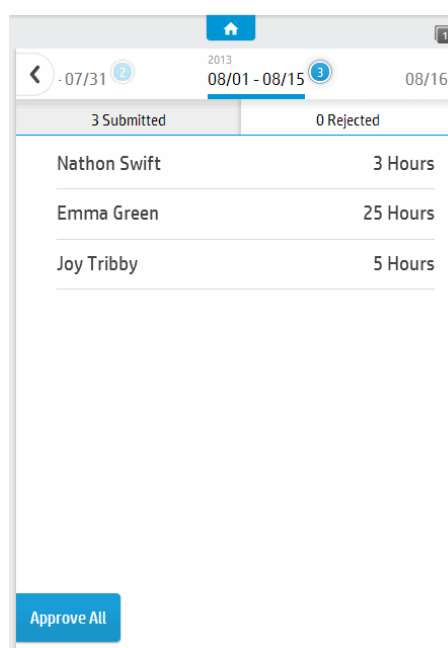 1
2013
- 07/31 2 08/01 - 08/15 3 08/16
3 Submitted 0 Rejected
Nathon Swift 3 Hours
Emma Green 25 Hours
Joy Tribby 5 Hours
Approve All